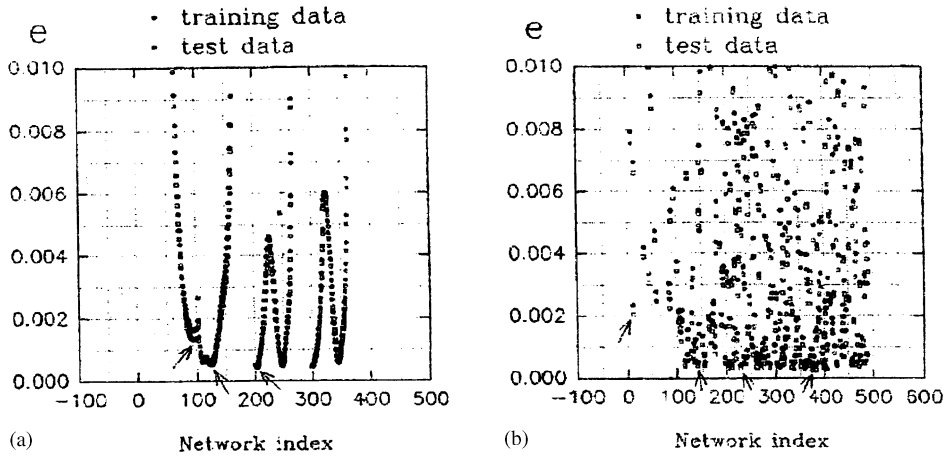 training data
e
test data
0.010
0.008
0.006
0.004
0.002
0.000
-100 0 100 200 300 400 500
(a)
Network index
training data
e
test data
0.010
0.008
0.006
0.004
0.002
0.000
-100 0 100 200 300 400 500 600
(b)
Network index